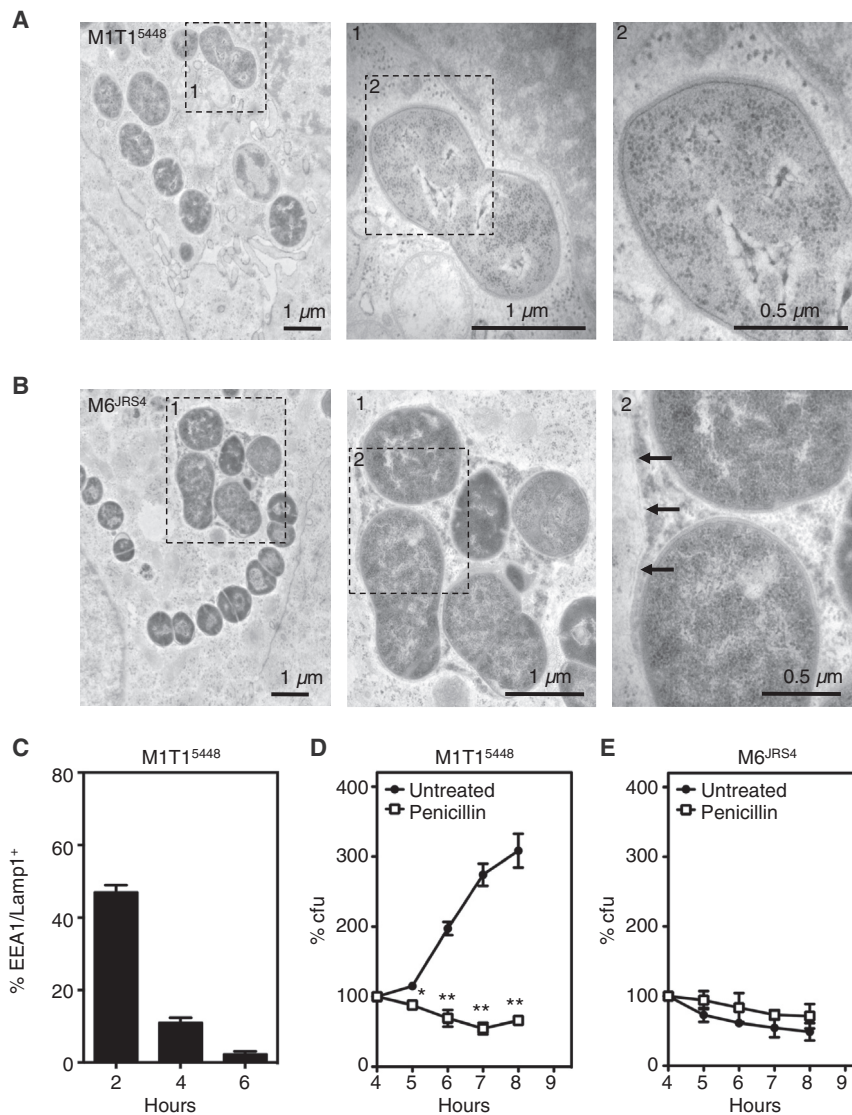 A
M1T1⁵⁴⁴⁸
1
1 µm
1
2
1 µm
2
0.5 µm
B
M6ᴶᴿˢ⁴
1
1 µm
1
2
1 µm
2
0.5 µm
C
M1T1⁵⁴⁴⁸
% EEA1/Lamp1⁺
80
60
40
20
0
2 4 6
Hours
D
M1T1⁵⁴⁴⁸
Untreated
Penicillin
% cfu
400
300
200
100
0
* ** ** **
4 5 6 7 8 9
Hours
E
M6ᴶᴿˢ⁴
Untreated
Penicillin
% cfu
400
300
200
100
0
4 5 6 7 8 9
Hours